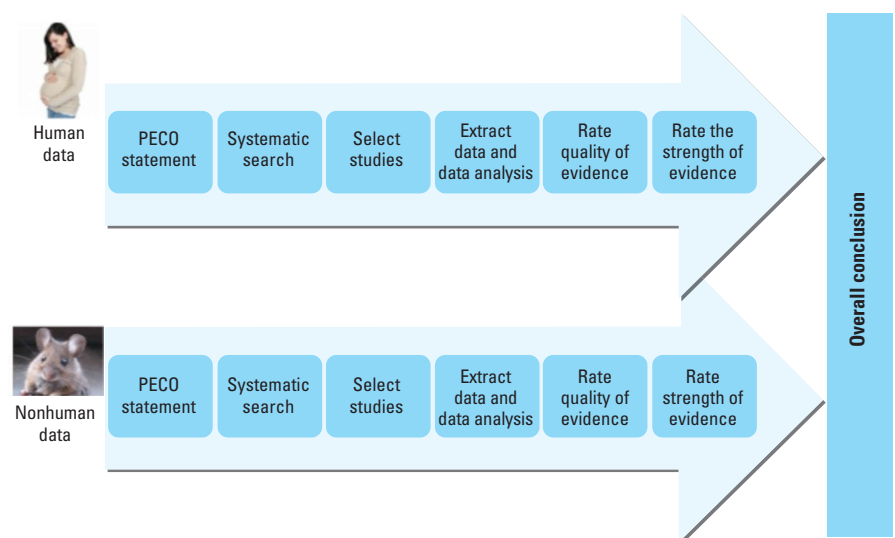 Human
data
PECO
statement
Systematic
search
Select
studies
Extract
data and
data analysis
Rate
quality of
evidence
Rate the
strength of
evidence
Nonhuman
data
PECO
statement
Systematic
search
Select
studies
Extract
data and
data analysis
Rate
quality of
evidence
Rate
strength of
evidence
Overall conclusion